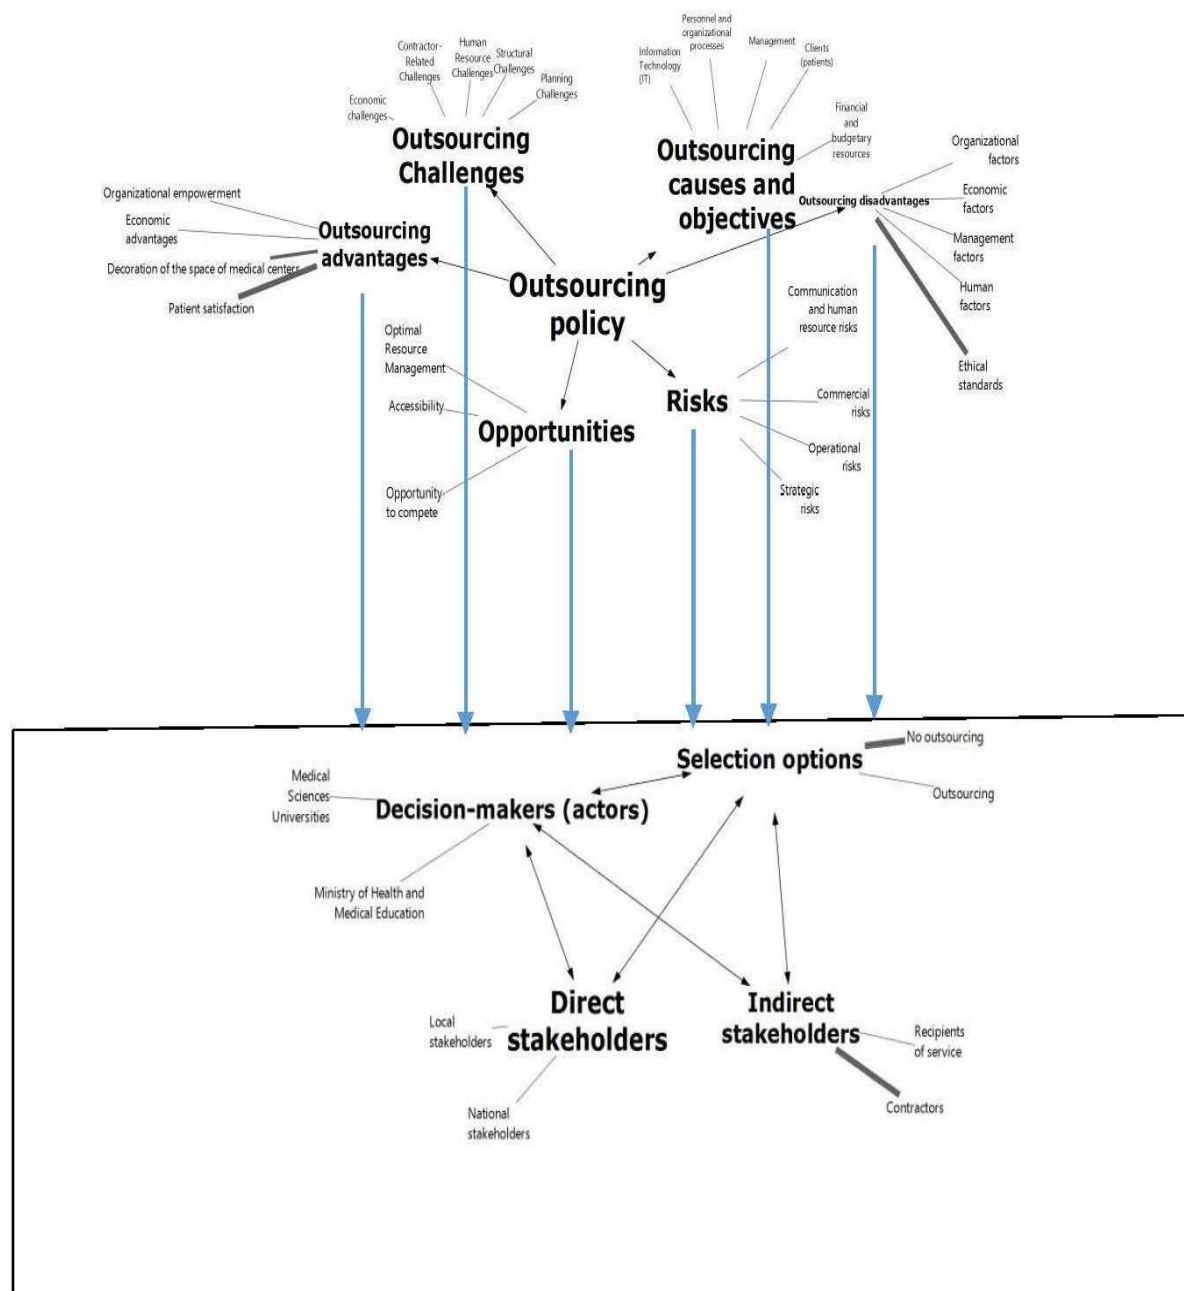 Personnel and
organizational
processes
Contractor-
Related
Challenges
Human
Resource
Challenges
Structural
Challenges
Planning
Challenges
Economic
challenges
Outsourcing
Challenges
Information
Technology
(IT)
Management
Clients
(patients)
Financial
and
budgetary
resources
Outsourcing
causes and
objectives
Organizational
factors
Outsourcing disadvantages
Economic
factors
Management
factors
Human
factors
Ethical
standards
Organizational empowerment
Economic
advantages
Outsourcing
advantages
Decoration of the space of medical centers
Patient satisfaction
Outsourcing
policy
Communication
and human
resource risks
Optimal
Resource
Management
Accessibility
Opportunities
Opportunity
to compete
Risks
Commercial
risks
Operational
risks
Strategic
risks
Selection options
No outsourcing
Outsourcing
Medical
Sciences
Universities
Decision-makers (actors)
Ministry of Health and
Medical Education
Direct
stakeholders
Local
stakeholders
National
stakeholders
Indirect
stakeholders
Recipients
of service
Contractors